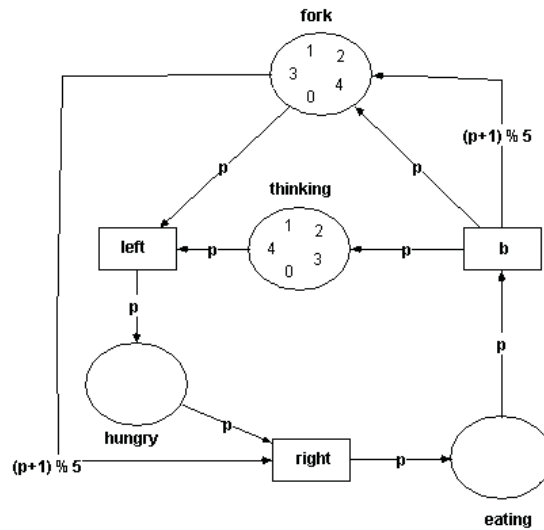 fork
1 2
3 4
0
(p+1) % 5
p
p
thinking
1 2
4 3
0
left
p
p
b
p
p
hungry
p
(p+1) % 5
right
p
eating